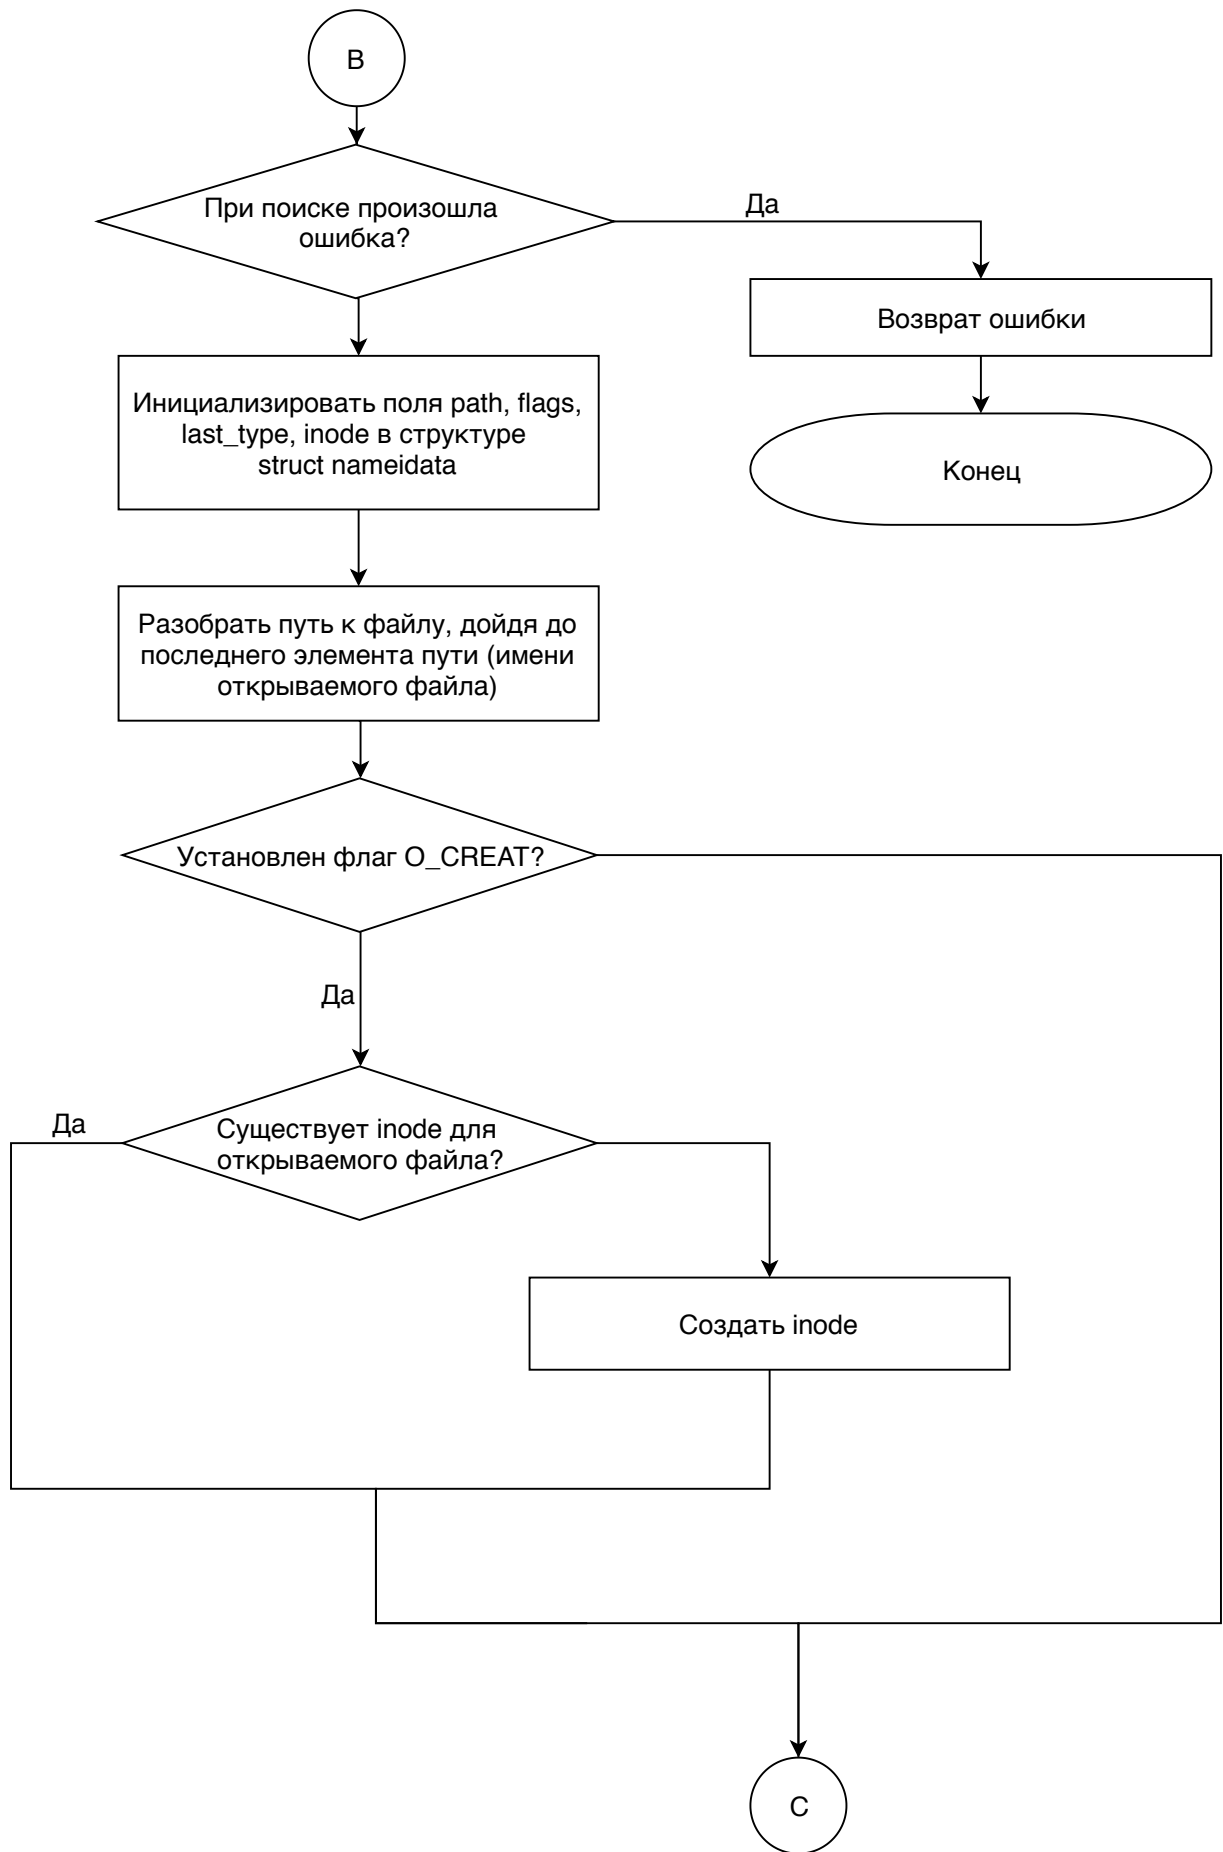 B
При поиске произошла
ошибка?
Да
Возврат ошибки
Инициализировать поля path, flags,
last_type, inode в структуре
struct nameidata
Конец
Разобрать путь к файлу, дойдя до
последнего элемента пути (имени
открываемого файла)
Установлен флаг O_CREAT?
Да
Да
Существует inode для
открываемого файла?
Создать inode
C